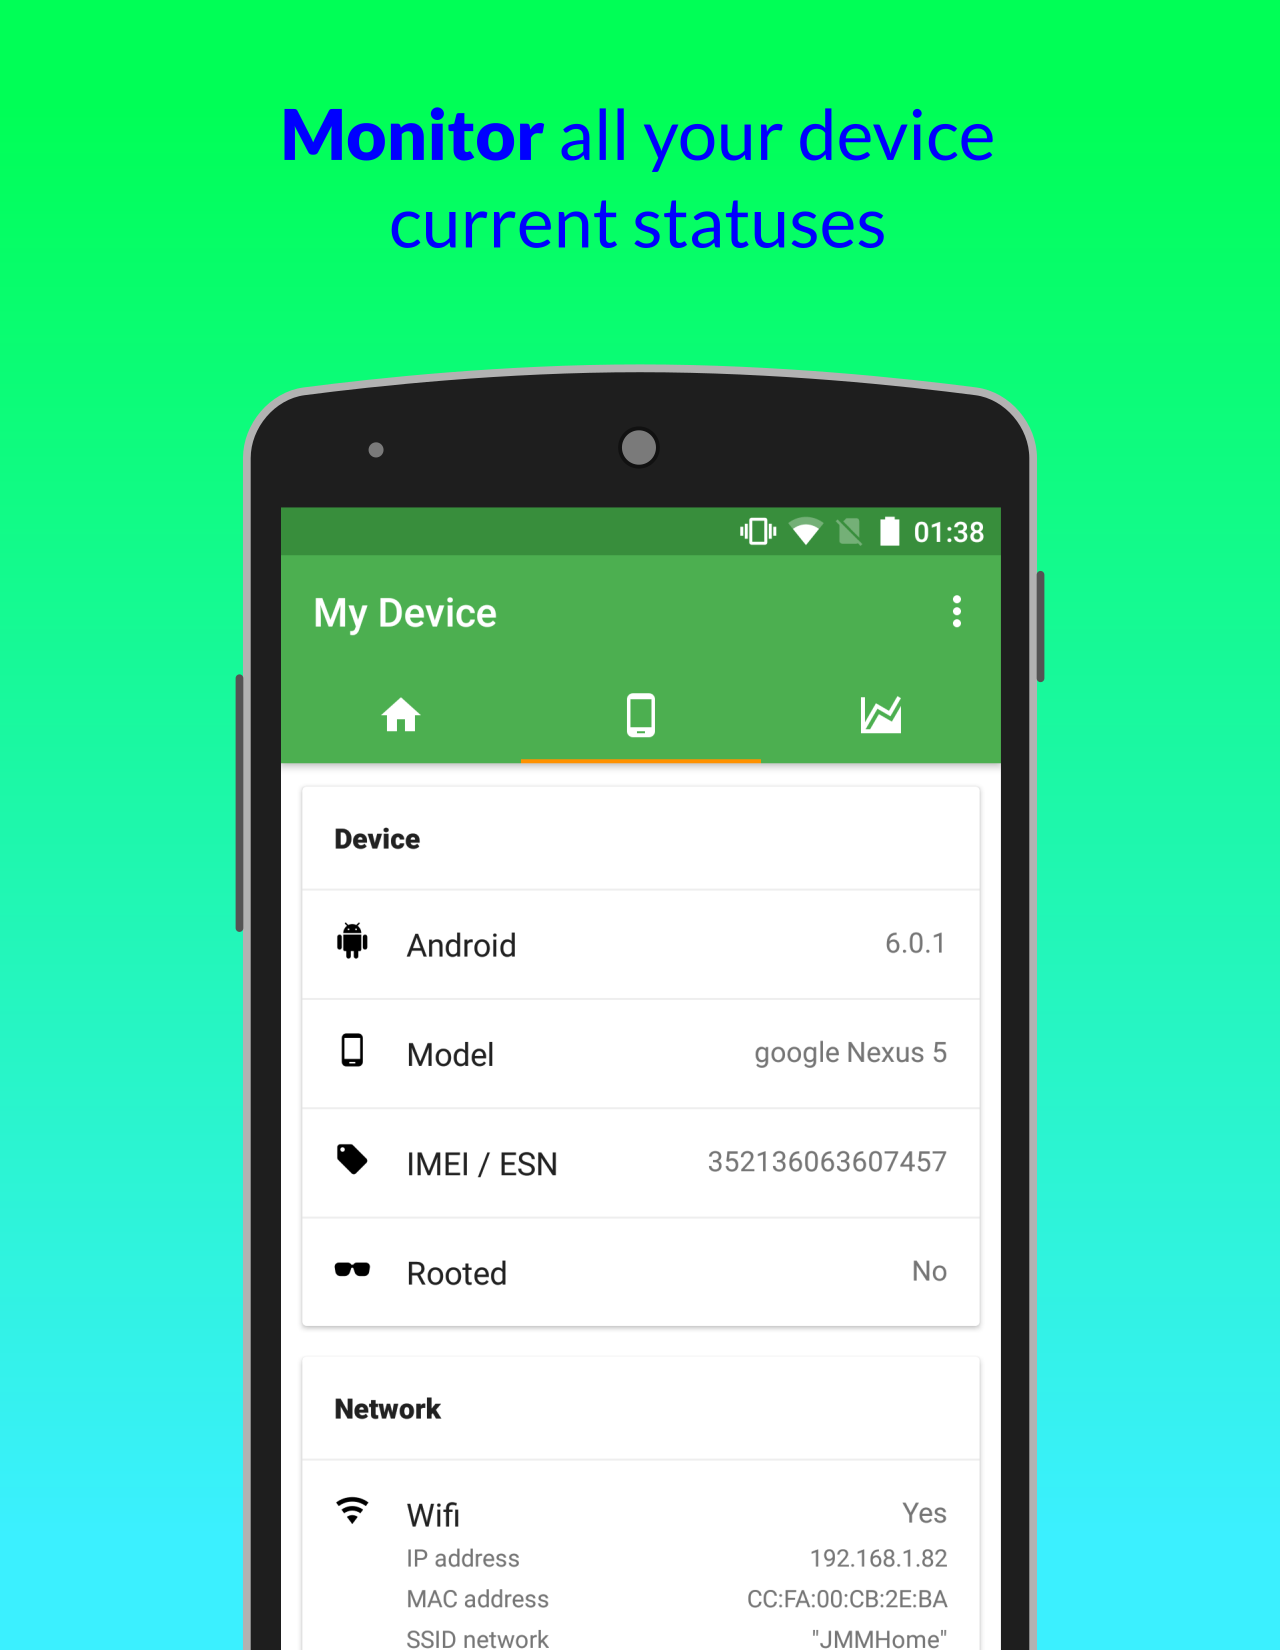 Monitor all your device
current statuses
01:38
My Device
Device
Android 6.0.1
Model google Nexus 5
IMEI / ESN 352136063607457
Rooted No
Network
Wifi Yes
IP address 192.168.1.82
MAC address CC:FA:00:CB:2E:BA
SSID network "JMMHome"